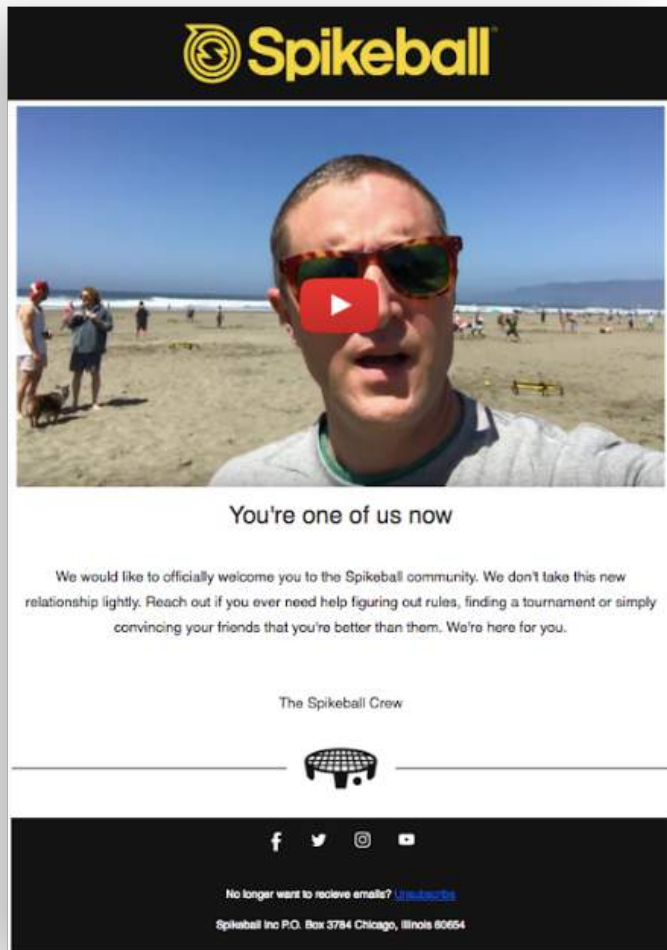 Spikeball
You're one of us now
We would like to officially welcome you to the Spikeball community. We don't take this new
relationship lightly. Reach out if you ever need help figuring out rules, finding a tournament or simply
convincing your friends that you're better than them. We're here for you.
The Spikeball Crew
No longer want to recieve emails? Unsubscribe
Spikeball Inc P.O. Box 3784 Chicago, Illinois 60654